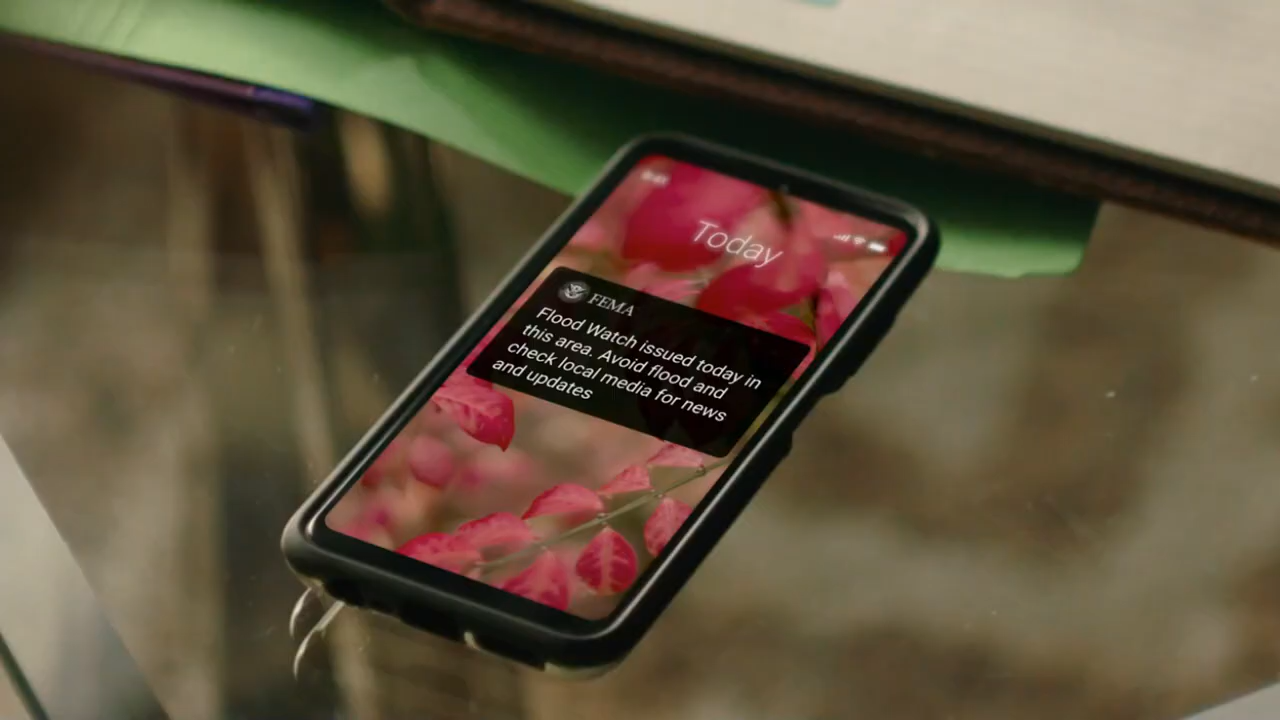 Today
FEMA
Flood Watch issued today in
this area. Avoid flood and
check local media for news
and updates